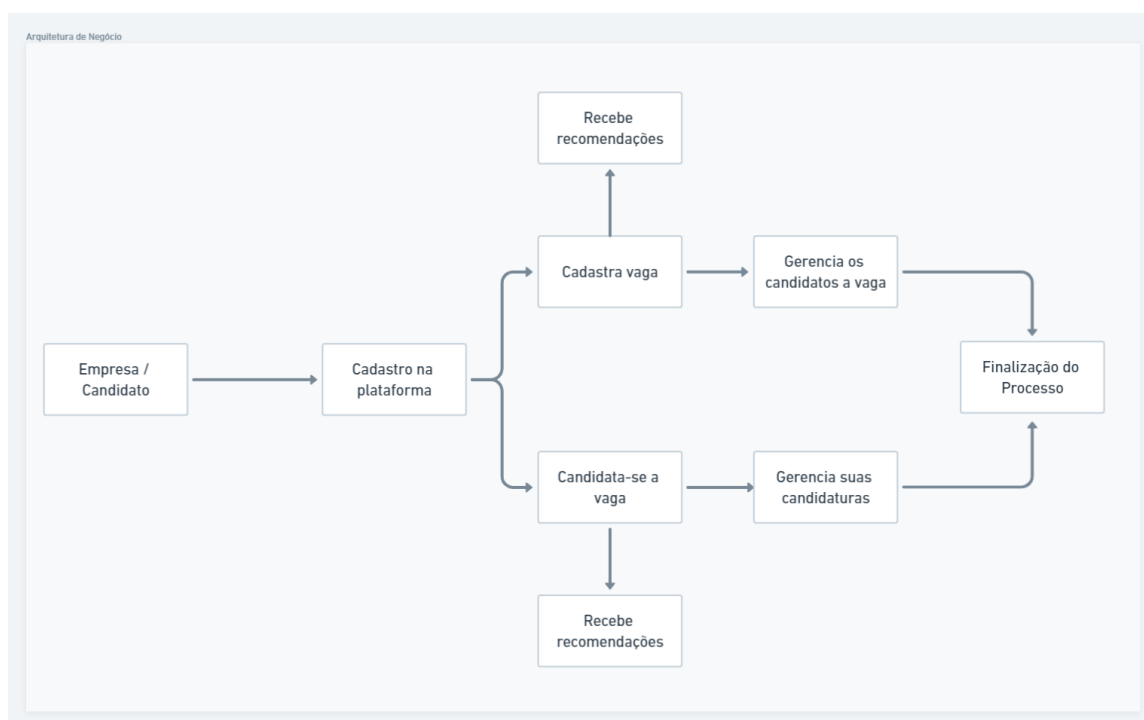 Arquitetura de Negócio
Recebe
recomendações
Cadastra vaga
Gerencia os
candidatos a vaga
Empresa /
Candidato
Cadastro na
plataforma
Finalização do
Processo
Candidata-se a
vaga
Gerencia suas
candidaturas
Recebe
recomendações